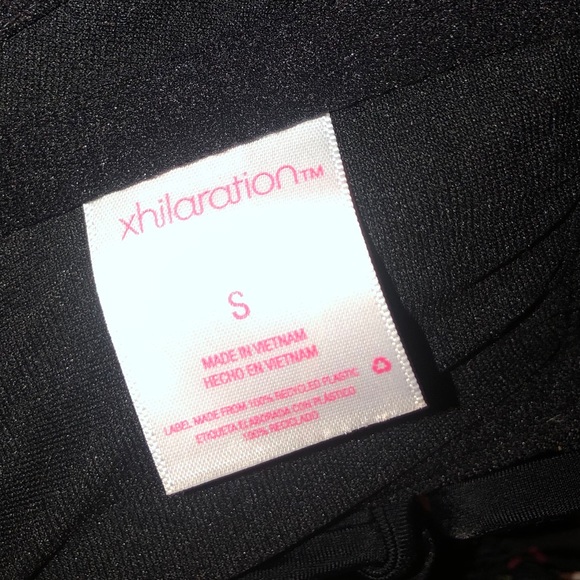 xhilaration™
S
MADE IN VIETNAM
HECHO EN VIETNAM
LABEL MADE FROM 100% RECYCLED PLASTIC
ETIQUETA ELABORADA CON PLÁSTICO
100% RECICLADO